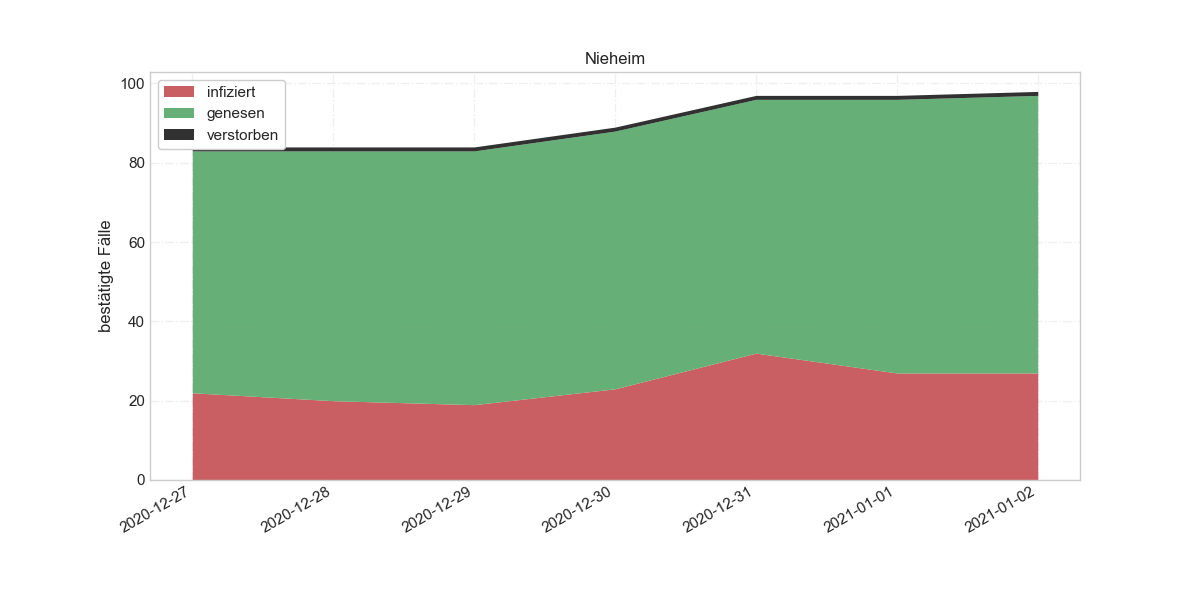 Nieheim
infiziert
genesen
verstorben
bestätigte Fälle
100
80
60
40
20
0
2020-12-27
2020-12-28
2020-12-29
2020-12-30
2020-12-31
2021-01-01
2021-01-02